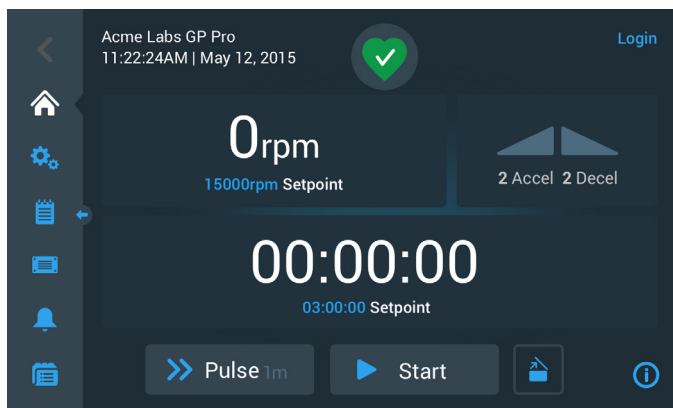 Acme Labs GP Pro
Login
11:22:24AM | May 12, 2015
0rpm
15000rpm Setpoint
2 Accel 2 Decel
00:00:00
03:00:00 Setpoint
Pulse 1m
Start